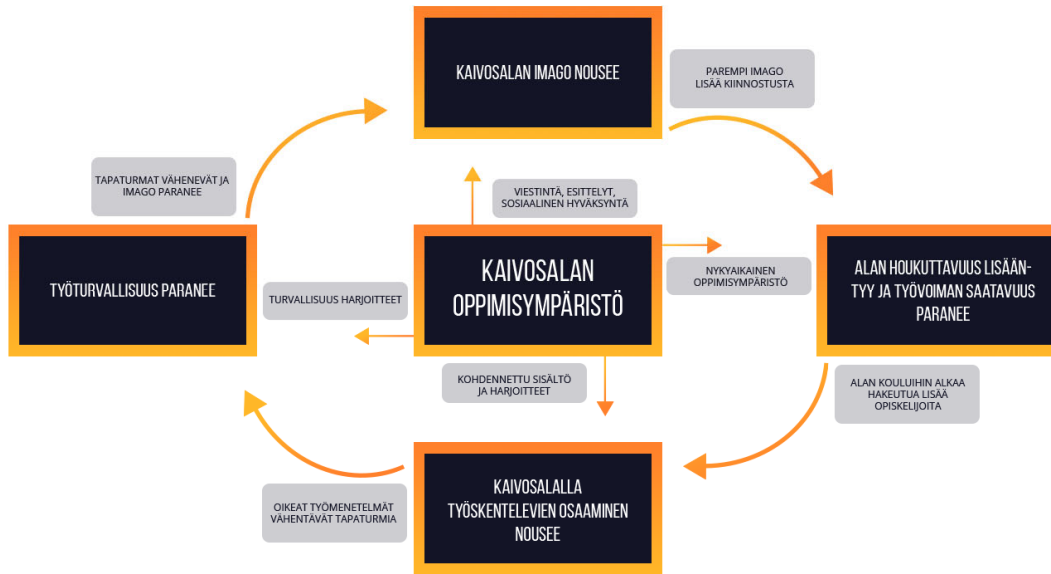 KAIVOSALAN IMAGO NOUSEE
PAREMPI IMAGO
LISÄÄ KIINNOSTUSTA
TAPATURMAT VÄHENEVÄT JA
IMAGO PARANEE
VIESTINTÄ, ESITTELYT,
SOSIAALINEN HYVÄKSYNTÄ
TYÖTURVALLISUUS PARANEE
TURVALLISUUS HARJOITTEET
KAIVOSALAN
OPPIMISYMPÄRISTÖ
NYKYAIKAINEN
OPPIMISYMPÄRISTÖ
ALAN HOUKUTTAVUUS LISÄÄN-
TYY JA TYÖVOIMAN SAATAVUUS
PARANEE
KOHDENNETTU SISÄLTÖ
JA HARJOITTEET
ALAN KOULUIHIN ALKAA
HAKEUTUA LISÄÄ
OPISKELIJOITA
OIKEAT TYÖMENETELMÄT
VÄHENTÄVÄT TAPATURMIA
KAIVOSALALLA
TYÖSKENTELEVIEN OSAAMINEN
NOUSEE